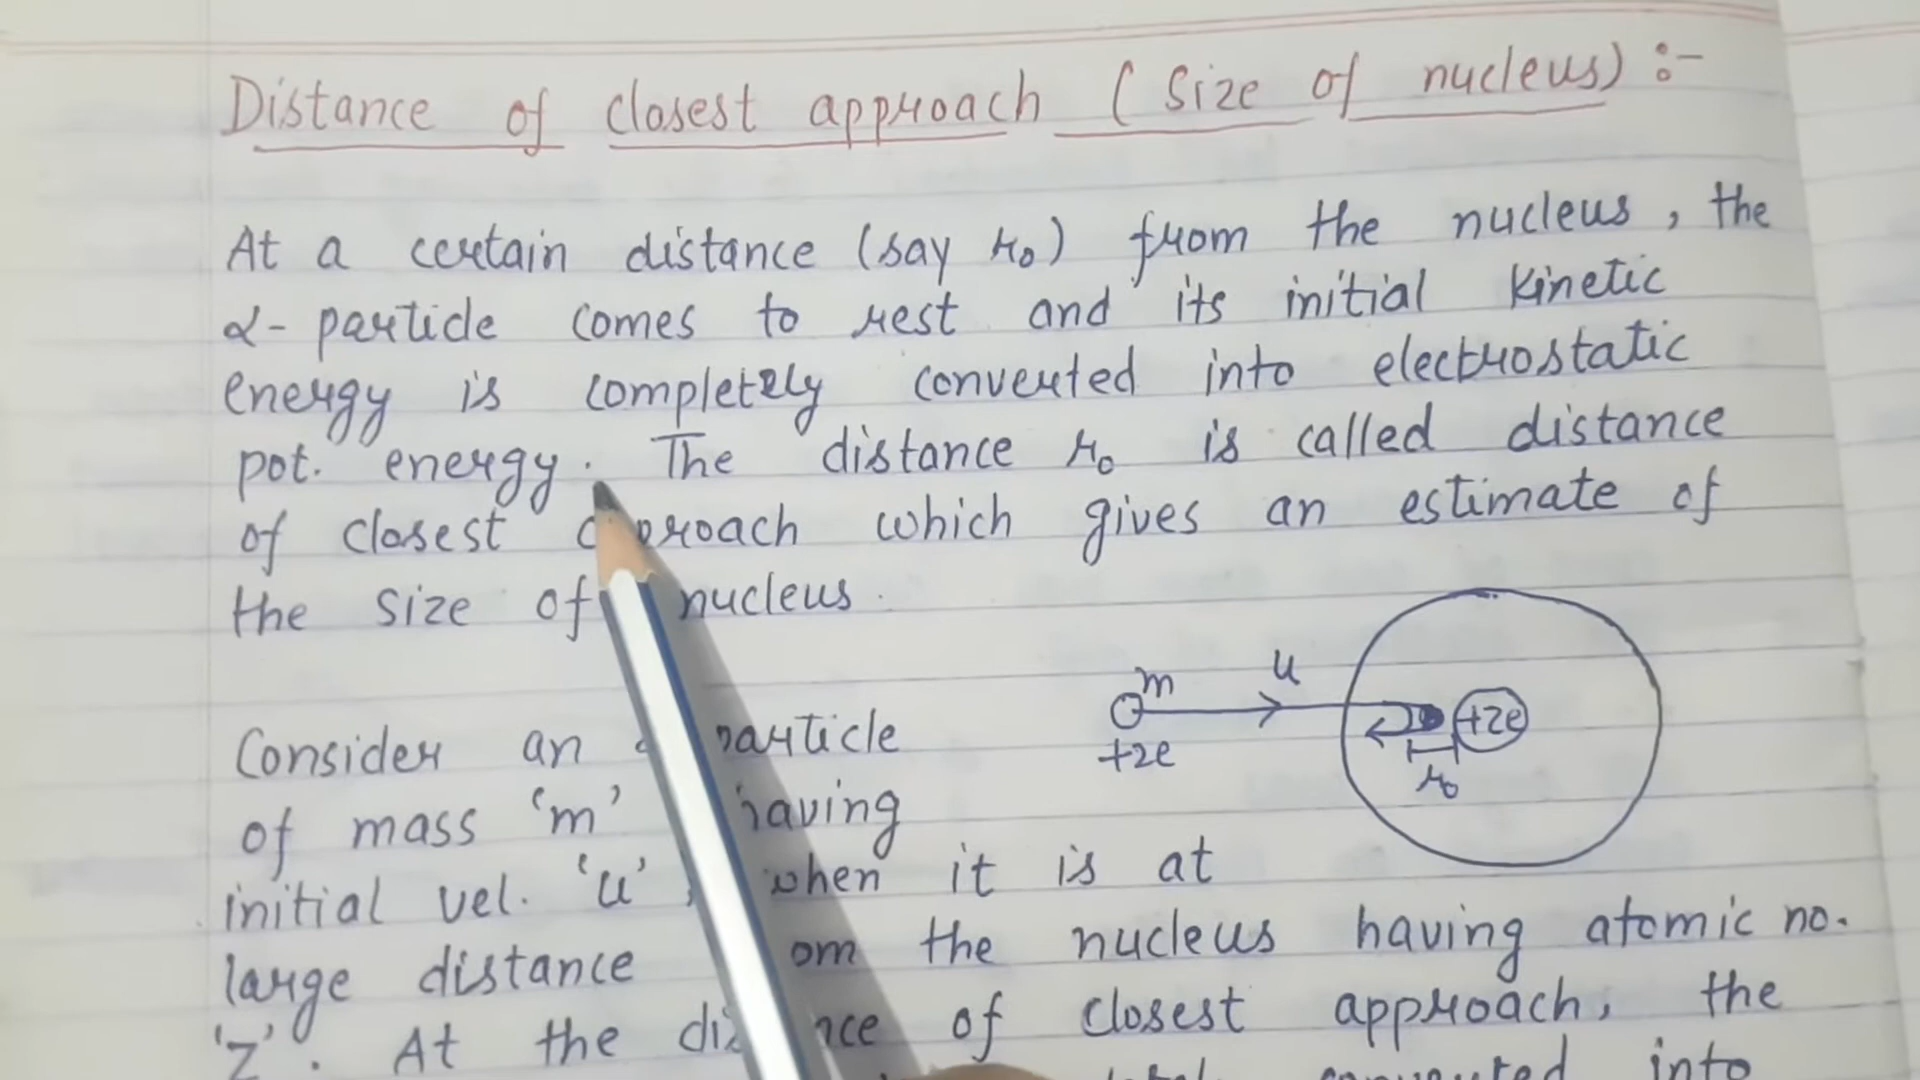 Distance of closest approach (Size of nucleus) :-
At a certain distance (say r₀) from the nucleus, the
α-particle comes to rest and its initial kinetic
energy is completely converted into electrostatic
pot. energy. The distance r₀ is called distance
of closest approach which gives an estimate of
the size of nucleus.
m
u
+2e
+Ze
r₀
Consider an particle
of mass 'm' having
initial vel. 'u', when it is at
large distance the nucleus having atomic no.
'Z'. At the of closest approach, the
converted into